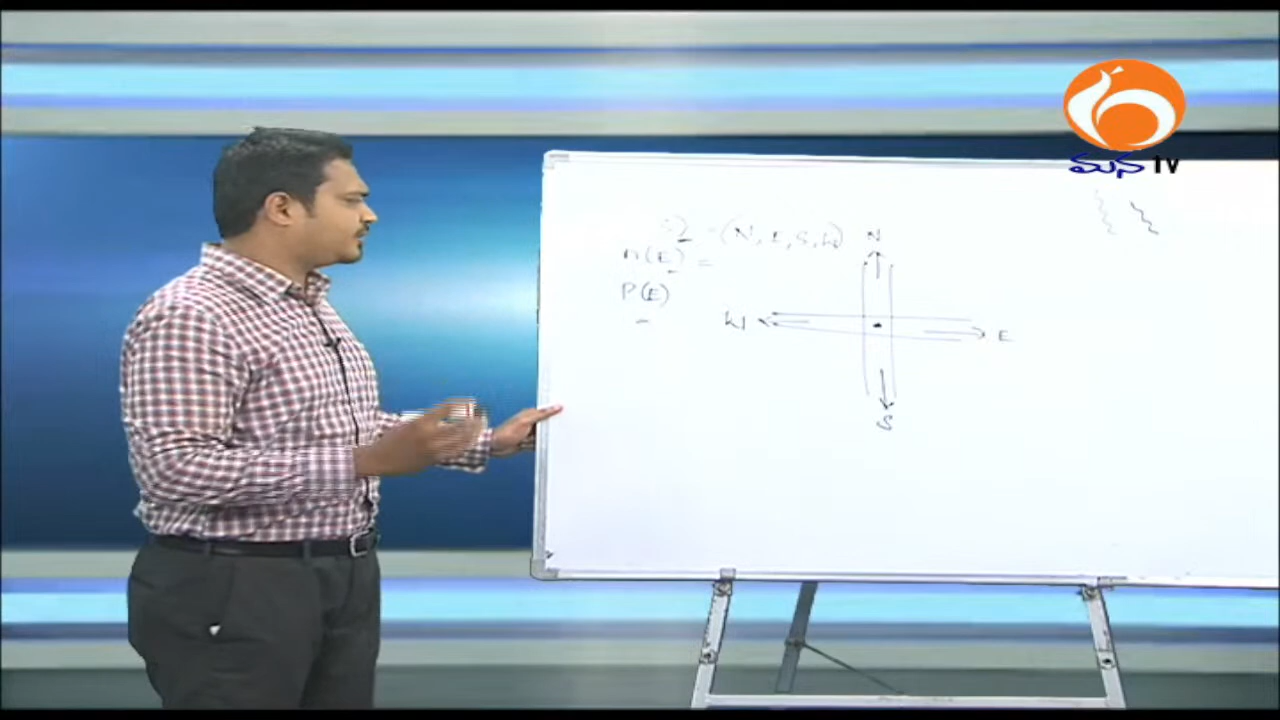 మన tv
S = (N, E, S, W)
n(E) =
P(E)
N
W
E
S